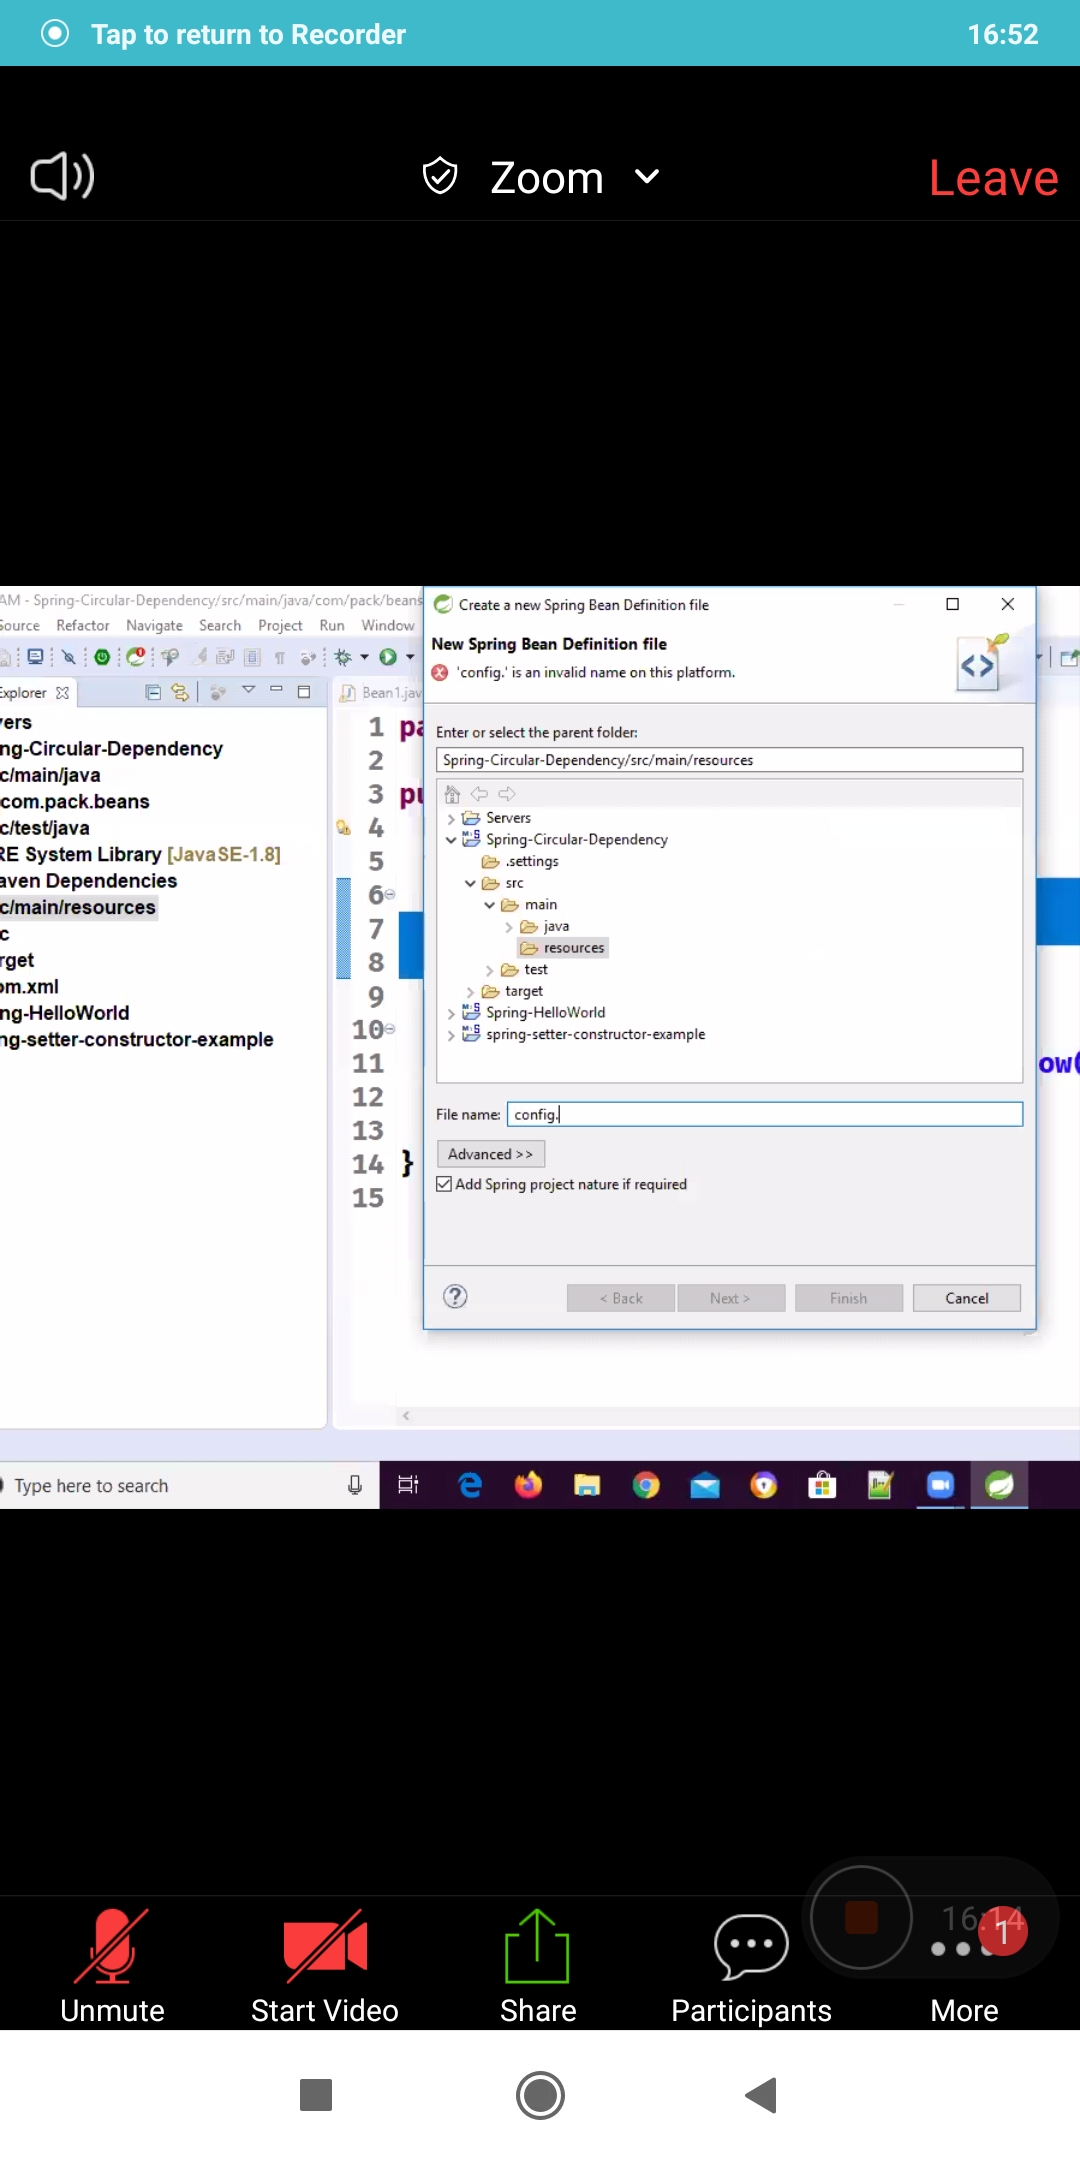 Tap to return to Recorder
16:52
Zoom
Leave
AM - Spring-Circular-Dependency/src/main/java/com/pack/beans
Source Refactor Navigate Search Project Run Window
Explorer
vers
ng-Circular-Dependency
c/main/java
com.pack.beans
c/test/java
RE System Library [JavaSE-1.8]
aven Dependencies
c/main/resources
c
rget
om.xml
ng-HelloWorld
ng-setter-constructor-example
Bean1.jav
1 pa
2
3 pu
4
5
6
7
8
9
10
11
12
13
14 }
15
ow(
Create a new Spring Bean Definition file
New Spring Bean Definition file
'config.' is an invalid name on this platform.
Enter or select the parent folder:
Spring-Circular-Dependency/src/main/resources
Servers
Spring-Circular-Dependency
.settings
src
main
java
resources
test
target
Spring-HelloWorld
spring-setter-constructor-example
File name: config.
Advanced >>
Add Spring project nature if required
< Back Next > Finish Cancel
Type here to search
16:14
1
Unmute Start Video Share Participants More